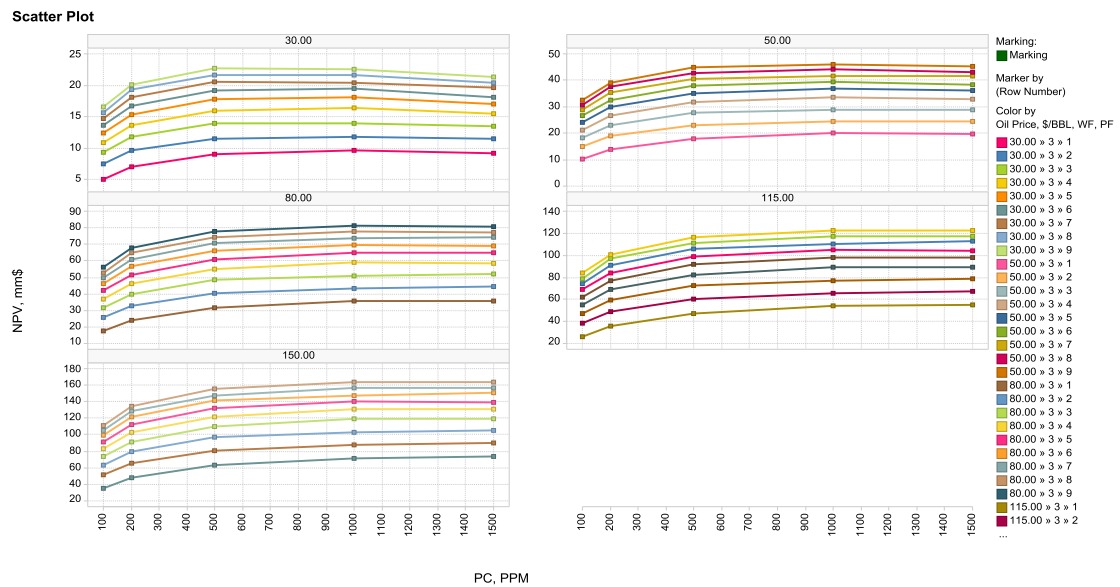 Scatter Plot
30.00
25
20
15
10
5
50.00
50
40
30
20
10
0
80.00
90
80
70
60
50
40
30
20
10
115.00
140
120
100
80
60
40
20
150.00
180
160
140
120
100
80
60
40
20
100
200
300
400
500
600
700
800
900
1000
1100
1200
1300
1400
1500
100
200
300
400
500
600
700
800
900
1000
1100
1200
1300
1400
1500
NPV, mm$
PC, PPM
Marking:
Marking
Marker by
(Row Number)
Color by
Oil Price, $/BBL, WF, PF
30.00 » 3 » 1
30.00 » 3 » 2
30.00 » 3 » 3
30.00 » 3 » 4
30.00 » 3 » 5
30.00 » 3 » 6
30.00 » 3 » 7
30.00 » 3 » 8
30.00 » 3 » 9
50.00 » 3 » 1
50.00 » 3 » 2
50.00 » 3 » 3
50.00 » 3 » 4
50.00 » 3 » 5
50.00 » 3 » 6
50.00 » 3 » 7
50.00 » 3 » 8
50.00 » 3 » 9
80.00 » 3 » 1
80.00 » 3 » 2
80.00 » 3 » 3
80.00 » 3 » 4
80.00 » 3 » 5
80.00 » 3 » 6
80.00 » 3 » 7
80.00 » 3 » 8
80.00 » 3 » 9
115.00 » 3 » 1
115.00 » 3 » 2
...